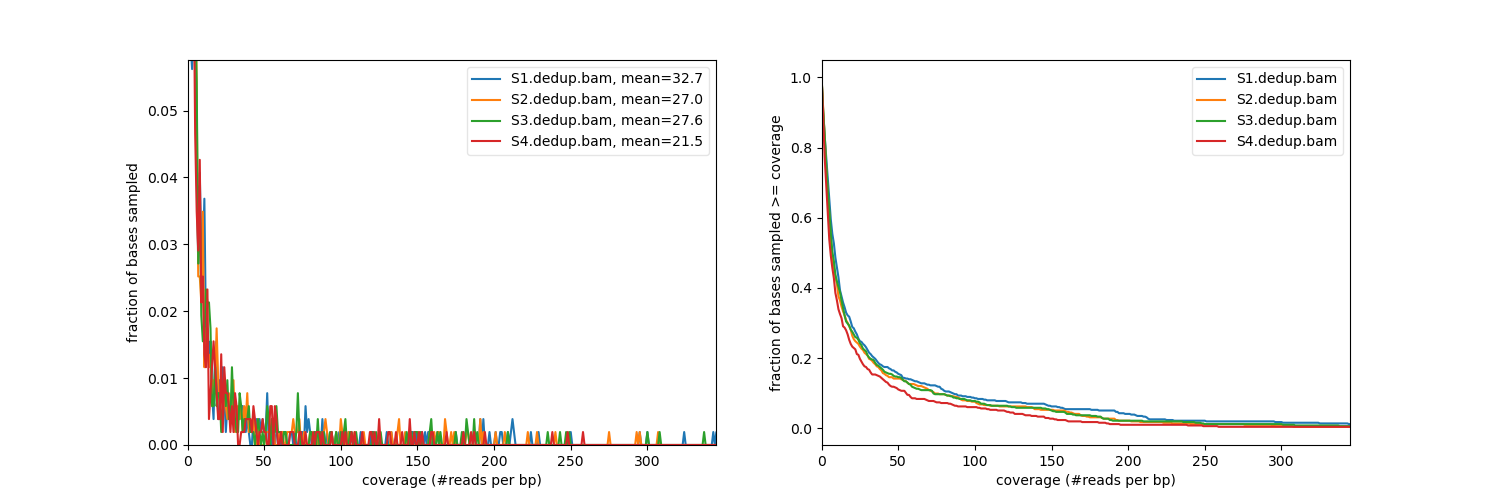 S1.dedup.bam, mean=32.7
S2.dedup.bam, mean=27.0
S3.dedup.bam, mean=27.6
S4.dedup.bam, mean=21.5
fraction of bases sampled
0.05
0.04
0.03
0.02
0.01
0.00
0 50 100 150 200 250 300
coverage (#reads per bp)
S1.dedup.bam
S2.dedup.bam
S3.dedup.bam
S4.dedup.bam
fraction of bases sampled >= coverage
1.0
0.8
0.6
0.4
0.2
0.0
0 50 100 150 200 250 300
coverage (#reads per bp)